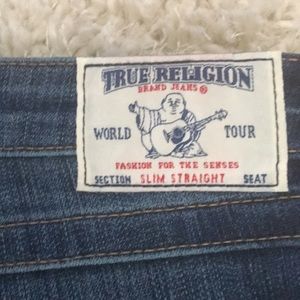 TRUE RELIGION
BRAND JEANS®
WORLD TOUR
FASHION FOR THE SENSES
SECTION SLIM STRAIGHT SEAT